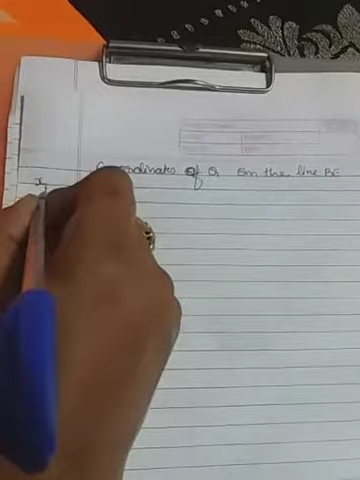 Coordinates of Q on the line BC
x